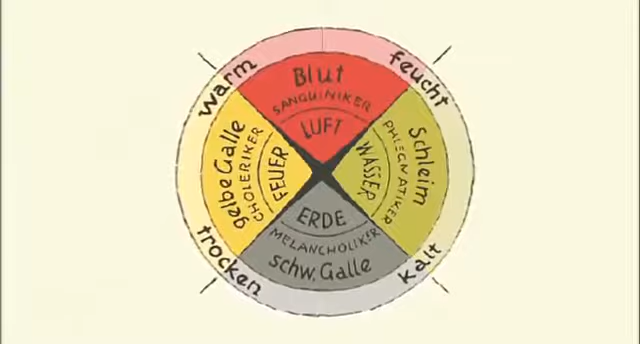 warm
feucht
Blut
SANGUINIKER
LUFT
gelbe Galle
CHOLERIKER
FEUER
WASSER
PHLEGMATIKER
Schleim
ERDE
MELANCHOLIKER
schw. Galle
trocken
kalt